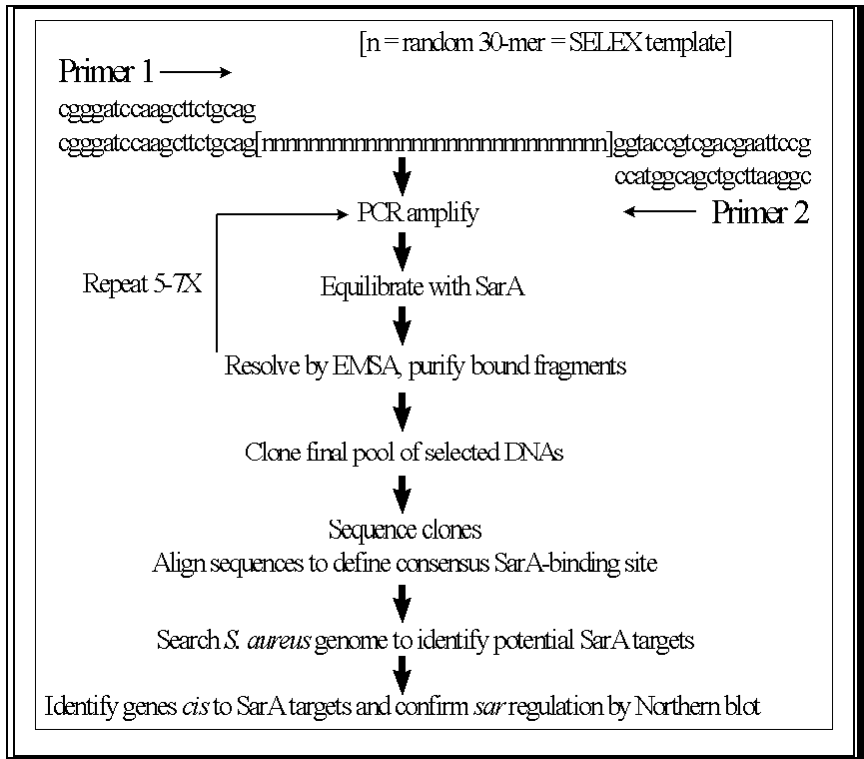 [n = random 30-mer = SELEX template]
Primer 1
cgggatccaagcttctgcag
cgggatccaagcttctgcag[nnnnnnnnnnnnnnnnnnnnnnnnnnnnnn]ggtaccgtcgacgaattccg
ccatggcagctgcttaaggc
PCR amplify
Primer 2
Repeat 5-7X
Equilibrate with SarA
Resolve by EMSA, purify bound fragments
Clone final pool of selected DNAs
Sequence clones
Align sequences to define consensus SarA-binding site
Search S. aureus genome to identify potential SarA targets
Identify genes cis to SarA targets and confirm sar regulation by Northern blot